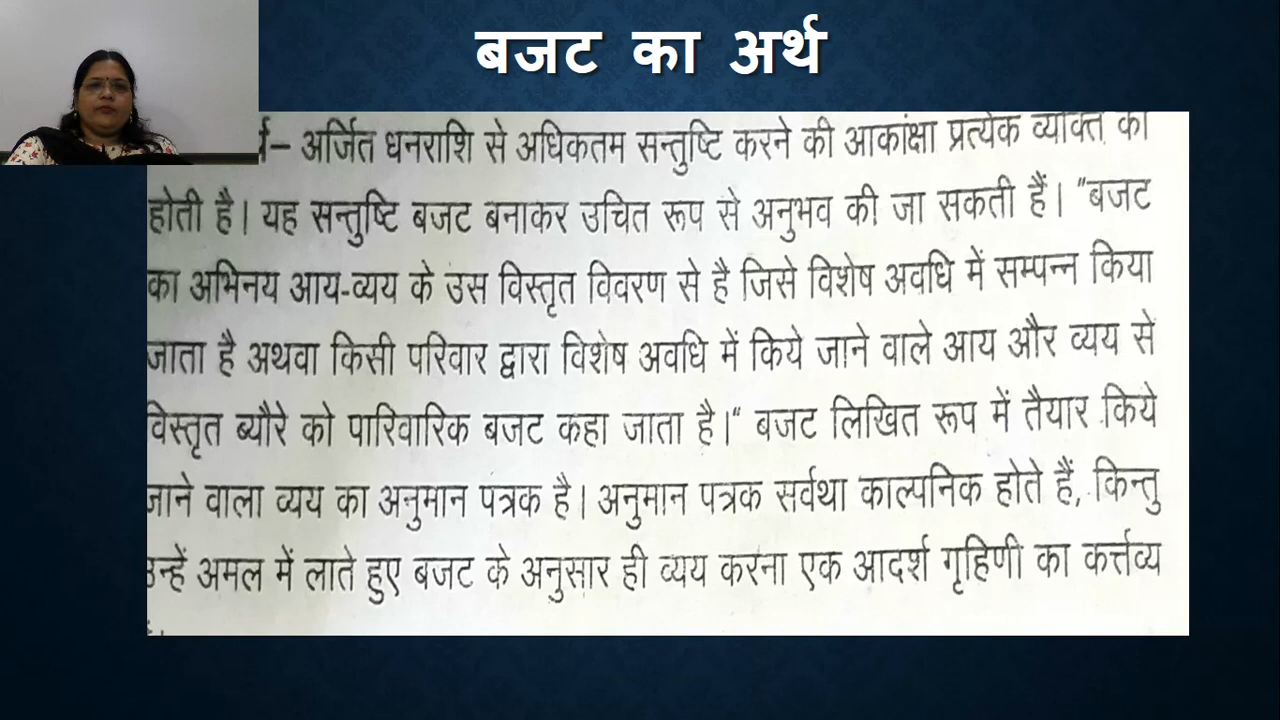 बजट का अर्थ
– अर्जित धनराशि से अधिकतम सन्तुष्टि करने की आकांक्षा प्रत्येक व्यक्ति की
होती है। यह सन्तुष्टि बजट बनाकर उचित रूप से अनुभव की जा सकती हैं। "बजट
का अभिनय आय-व्यय के उस विस्तृत विवरण से है जिसे विशेष अवधि में सम्पन्न किया
जाता है अथवा किसी परिवार द्वारा विशेष अवधि में किये जाने वाले आय और व्यय से
विस्तृत ब्यौरे को पारिवारिक बजट कहा जाता है।" बजट लिखित रूप में तैयार किये
जाने वाला व्यय का अनुमान पत्रक है। अनुमान पत्रक सर्वथा काल्पनिक होते हैं, किन्तु
उन्हें अमल में लाते हुए बजट के अनुसार ही व्यय करना एक आदर्श गृहिणी का कर्त्तव्य